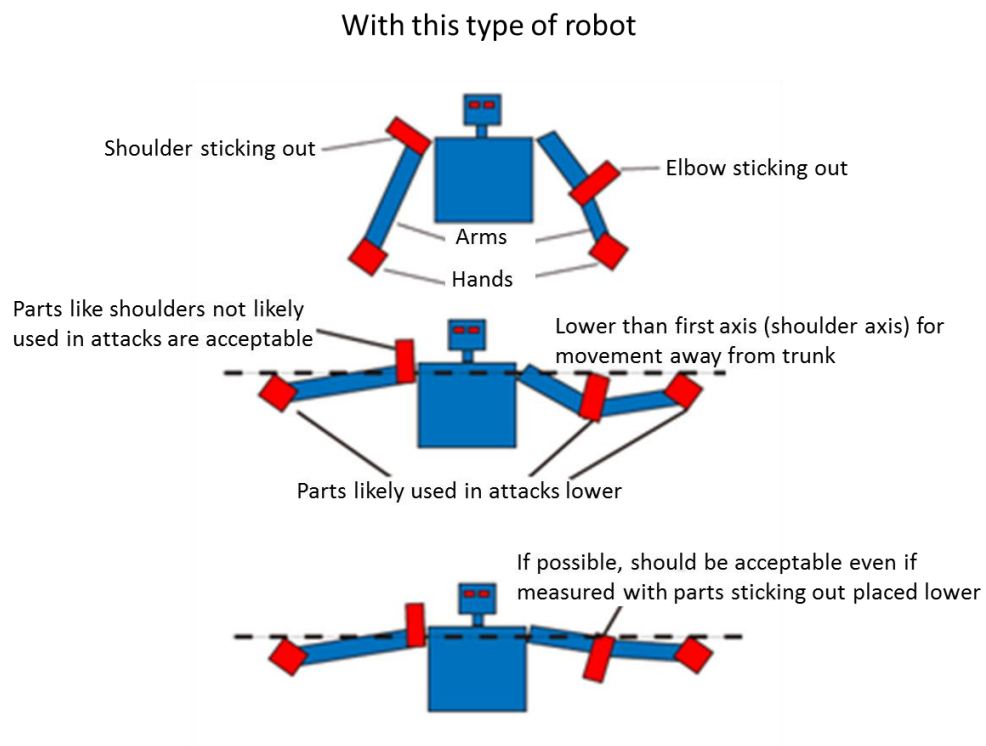 With this type of robot
Shoulder sticking out
Elbow sticking out
Arms
Hands
Parts like shoulders not likely
used in attacks are acceptable
Lower than first axis (shoulder axis) for
movement away from trunk
Parts likely used in attacks lower
If possible, should be acceptable even if
measured with parts sticking out placed lower